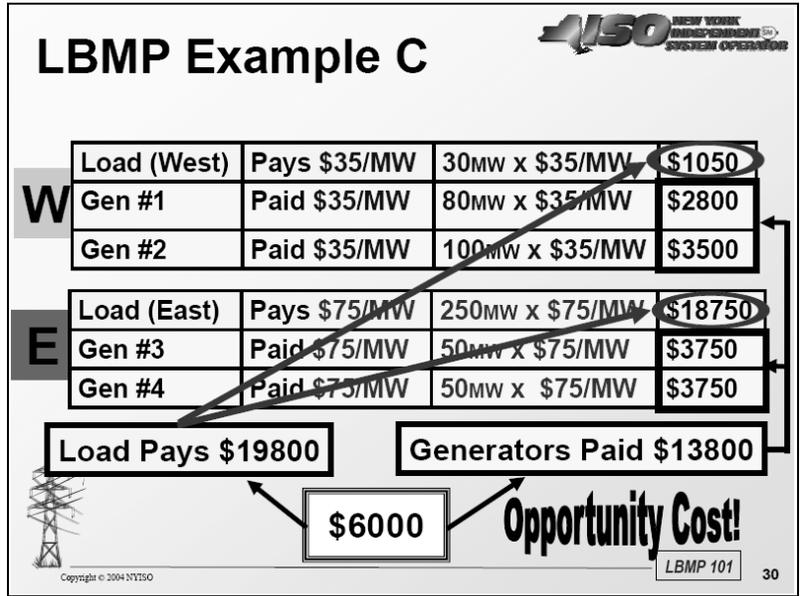 LBMP Example C
NYISO NEW YORK
INDEPENDENT SM
SYSTEM OPERATOR
W
Load (West) Pays $35/MW 30MW x $35/MW $1050
Gen #1 Paid $35/MW 80MW x $35/MW $2800
Gen #2 Paid $35/MW 100MW x $35/MW $3500
E
Load (East) Pays $75/MW 250MW x $75/MW $18750
Gen #3 Paid $75/MW 50MW x $75/MW $3750
Gen #4 Paid $75/MW 50MW x $75/MW $3750
Load Pays $19800
Generators Paid $13800
$6000
Opportunity Cost!
LBMP 101
Copyright © 2004 NYISO
30